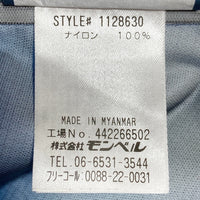 STYLE# 1128630
ナイロン 100%
MADE IN MYANMAR
工場No. 442266502
株式会社 モンベル
TEL. 06-6531-3544
フリーコール: 0088-22-0031